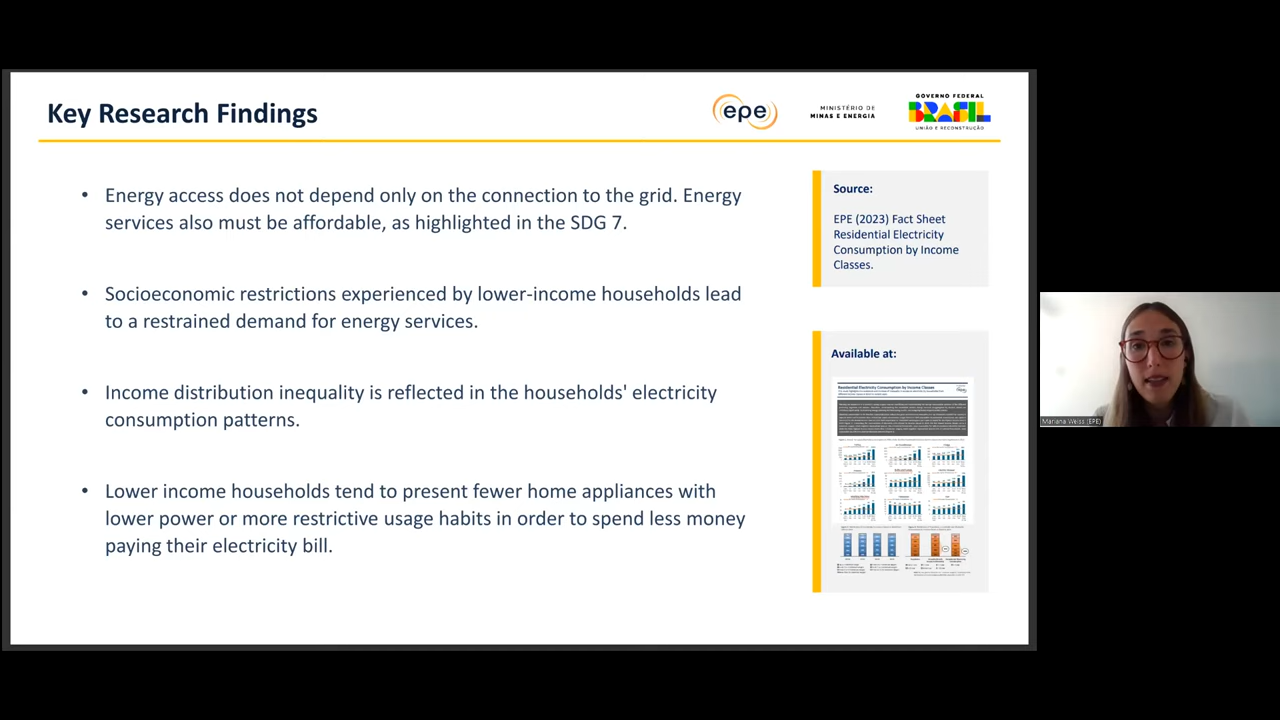 Key Research Findings
epe
MINISTÉRIO DE
MINAS E ENERGIA
GOVERNO FEDERAL
BRASIL
UNIÃO E RECONSTRUÇÃO
• Energy access does not depend only on the connection to the grid. Energy
services also must be affordable, as highlighted in the SDG 7.
• Socioeconomic restrictions experienced by lower-income households lead
to a restrained demand for energy services.
• Income distribution inequality is reflected in the households' electricity
consumption patterns.
• Lower income households tend to present fewer home appliances with
lower power or more restrictive usage habits in order to spend less money
paying their electricity bill.
Source:
EPE (2023) Fact Sheet
Residential Electricity
Consumption by Income
Classes.
Available at:
Residential Electricity Consumption by Income Classes
Mariana Weiss (EPE)